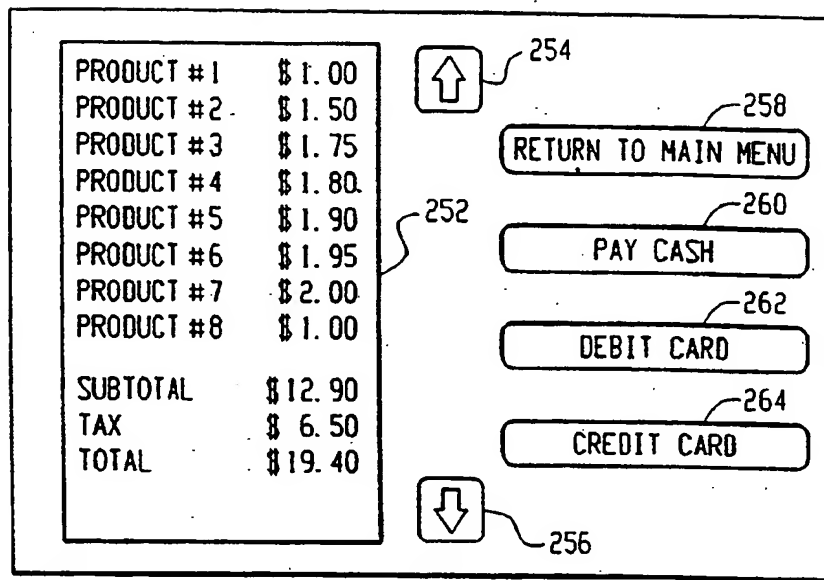 PRODUCT #1 $1.00
PRODUCT #2 $1.50
PRODUCT #3 $1.75
PRODUCT #4 $1.80
PRODUCT #5 $1.90
PRODUCT #6 $1.95
PRODUCT #7 $2.00
PRODUCT #8 $1.00
SUBTOTAL $12.90
TAX $ 6.50
TOTAL $19.40
252
254
256
258
RETURN TO MAIN MENU
260
PAY CASH
262
DEBIT CARD
264
CREDIT CARD